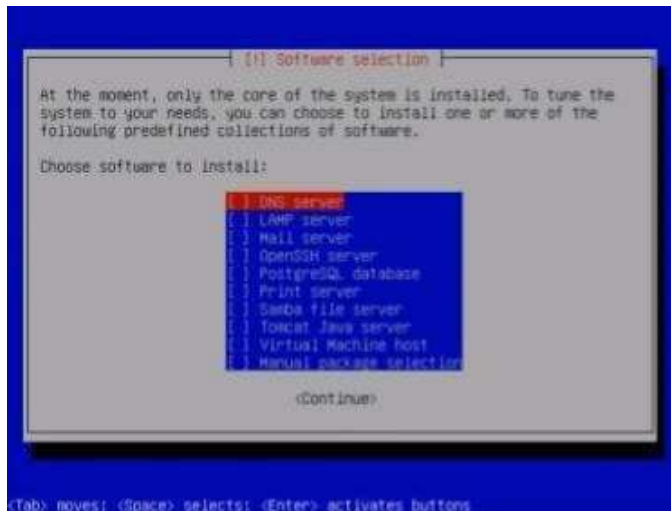 [!] Software selection
At the moment, only the core of the system is installed. To tune the
system to your needs, you can choose to install one or more of the
following predefined collections of software.
Choose software to install:
[ ] DNS server
[ ] LAMP server
[ ] Mail server
[ ] OpenSSH server
[ ] PostgreSQL database
[ ] Print server
[ ] Samba file server
[ ] Tomcat Java server
[ ] Virtual Machine host
[ ] Manual package selection
<Continue>
<Tab> moves; <Space> selects; <Enter> activates buttons